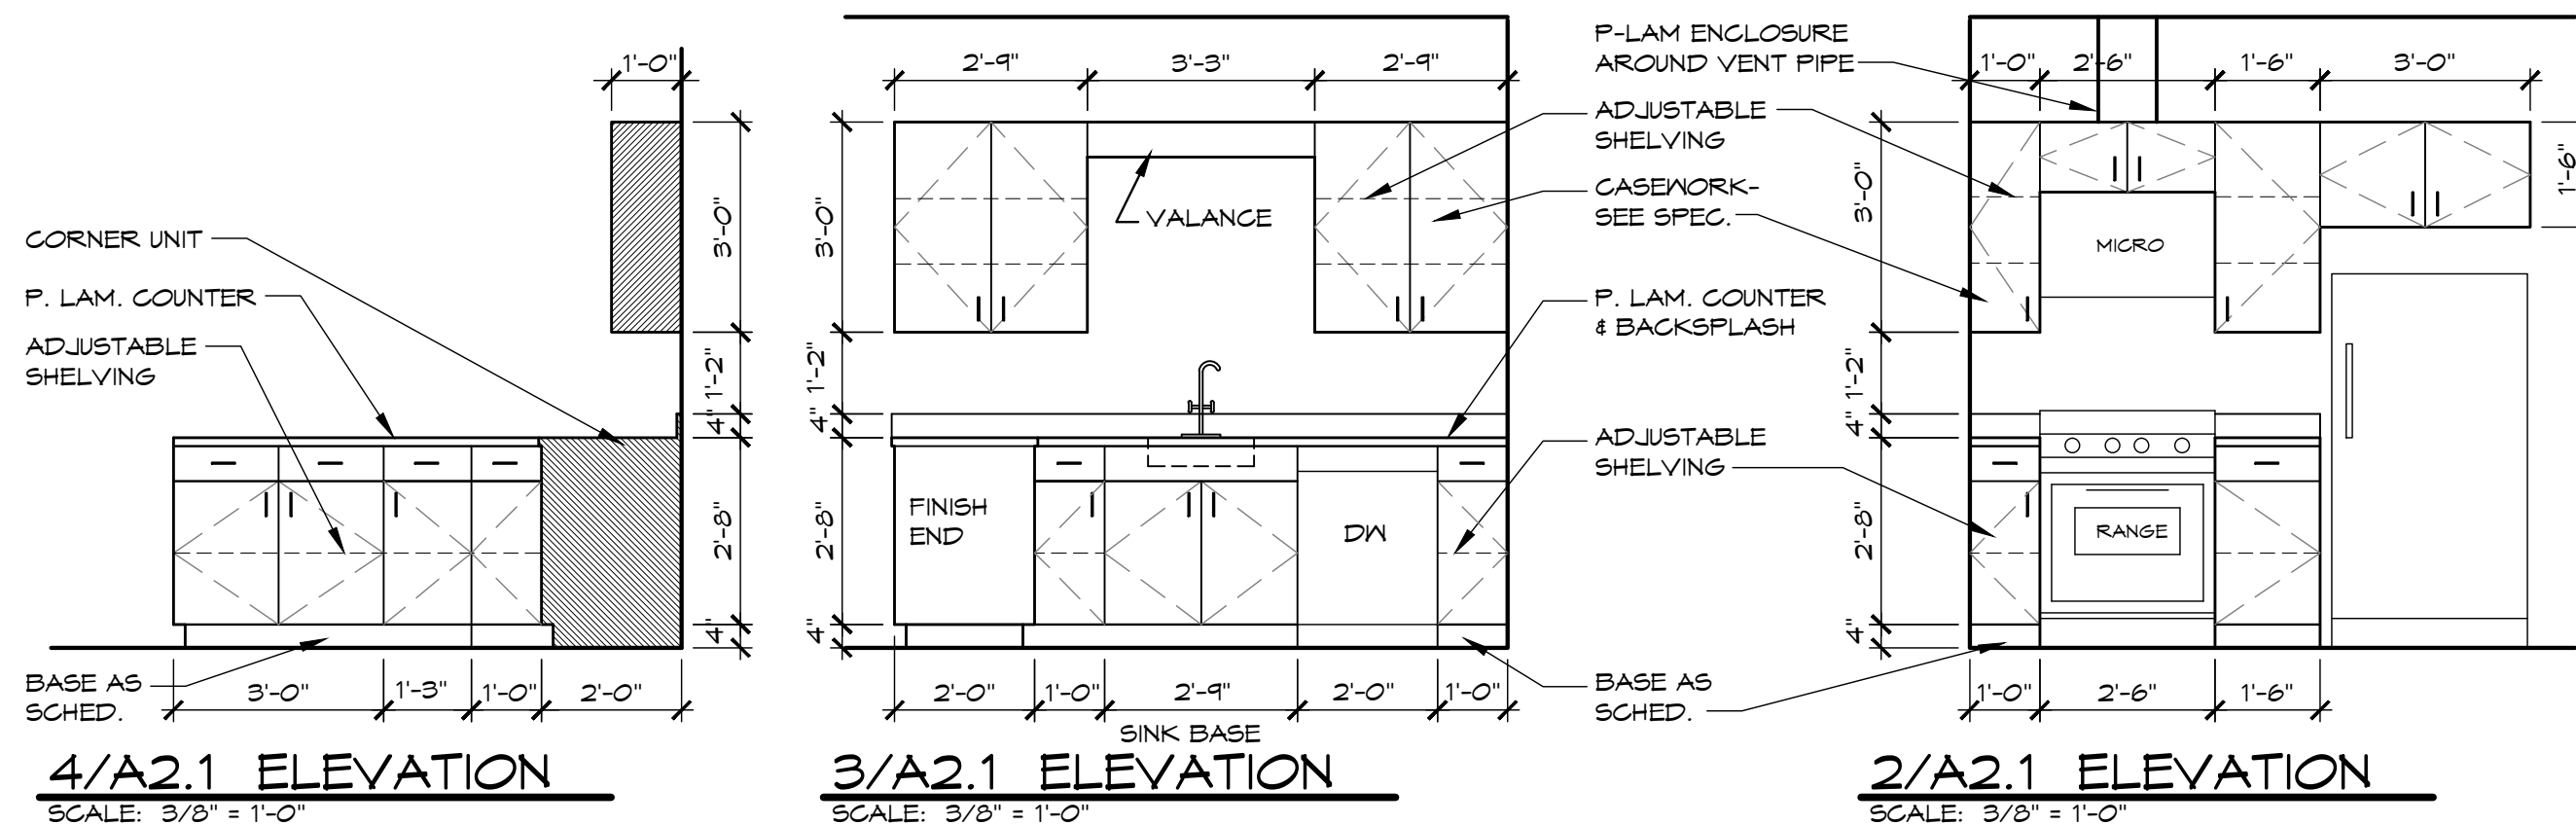 1'-0"
3'-0"
1'-2"
4"
2'-8"
4"
CORNER UNIT
P. LAM. COUNTER
ADJUSTABLE
SHELVING
BASE AS
SCHED.
3'-0"
1'-3"
1'-0"
2'-0"
4/A2.1 ELEVATION
SCALE: 3/8" = 1'-0"
2'-9"
3'-3"
2'-9"
3'-0"
1'-2"
4"
2'-8"
4"
VALANCE
FINISH
END
DW
2'-0"
1'-0"
2'-9"
2'-0"
1'-0"
SINK BASE
3/A2.1 ELEVATION
SCALE: 3/8" = 1'-0"
P-LAM ENCLOSURE
AROUND VENT PIPE
ADJUSTABLE
SHELVING
CASEWORK-
SEE SPEC.
P. LAM. COUNTER
& BACKSPLASH
ADJUSTABLE
SHELVING
BASE AS
SCHED.
1'-0"
2'-6"
1'-6"
3'-0"
1'-6"
3'-0"
1'-2"
4"
2'-8"
4"
MICRO
RANGE
1'-0"
2'-6"
1'-6"
2/A2.1 ELEVATION
SCALE: 3/8" = 1'-0"